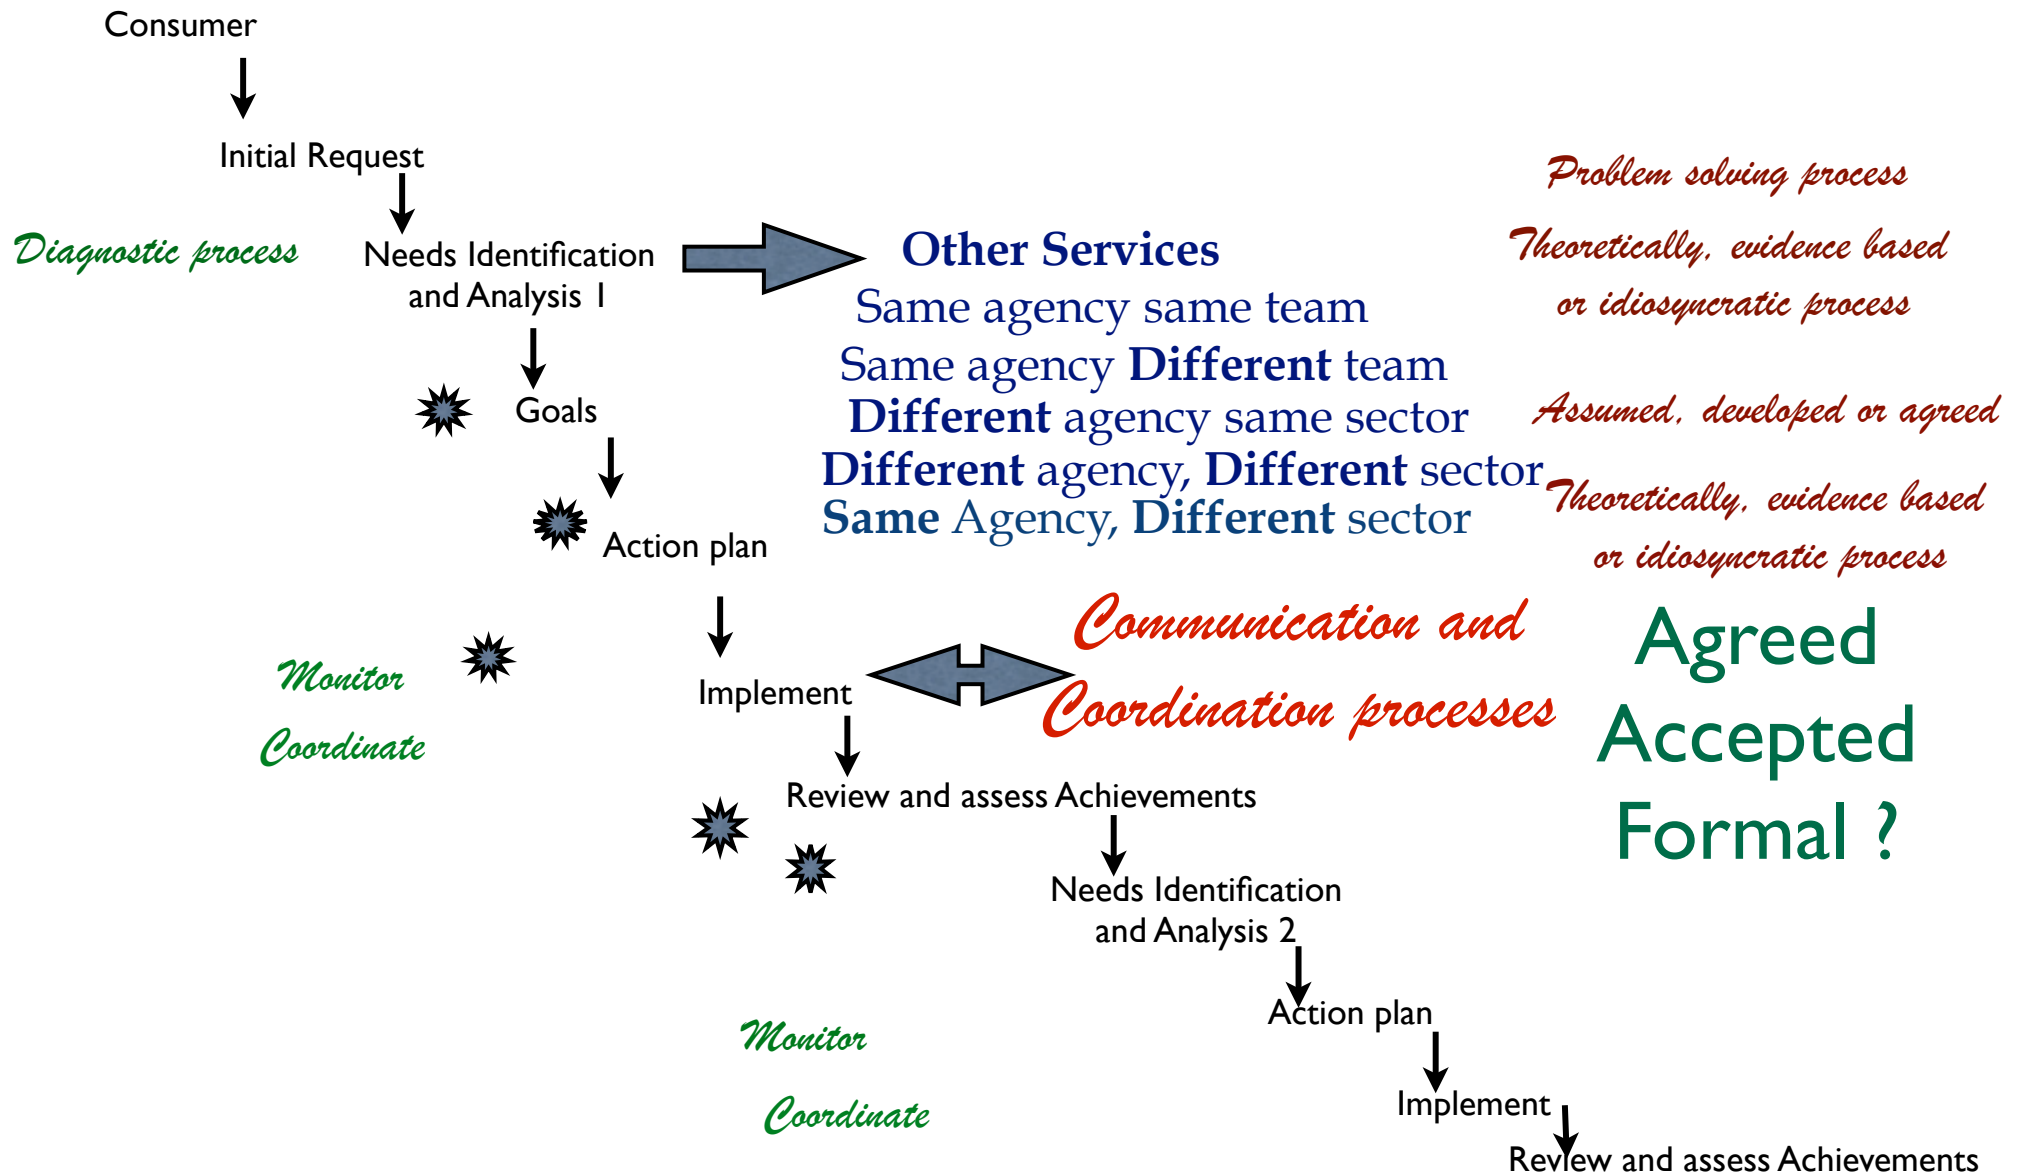 Consumer
Initial Request
Diagnostic process
Needs Identification
and Analysis 1
Goals
Action plan
Monitor
Coordinate
Implement
Review and assess Achievements
Needs Identification
and Analysis 2
Monitor
Coordinate
Action plan
Implement
Review and assess Achievements
Other Services
Same agency same team
Same agency Different team
Different agency same sector
Different agency, Different sector
Same Agency, Different sector
Communication and
Coordination processes
Problem solving process
Theoretically, evidence based
or idiosyncratic process
Assumed, developed or agreed
Theoretically, evidence based
or idiosyncratic process
Agreed
Accepted
Formal ?